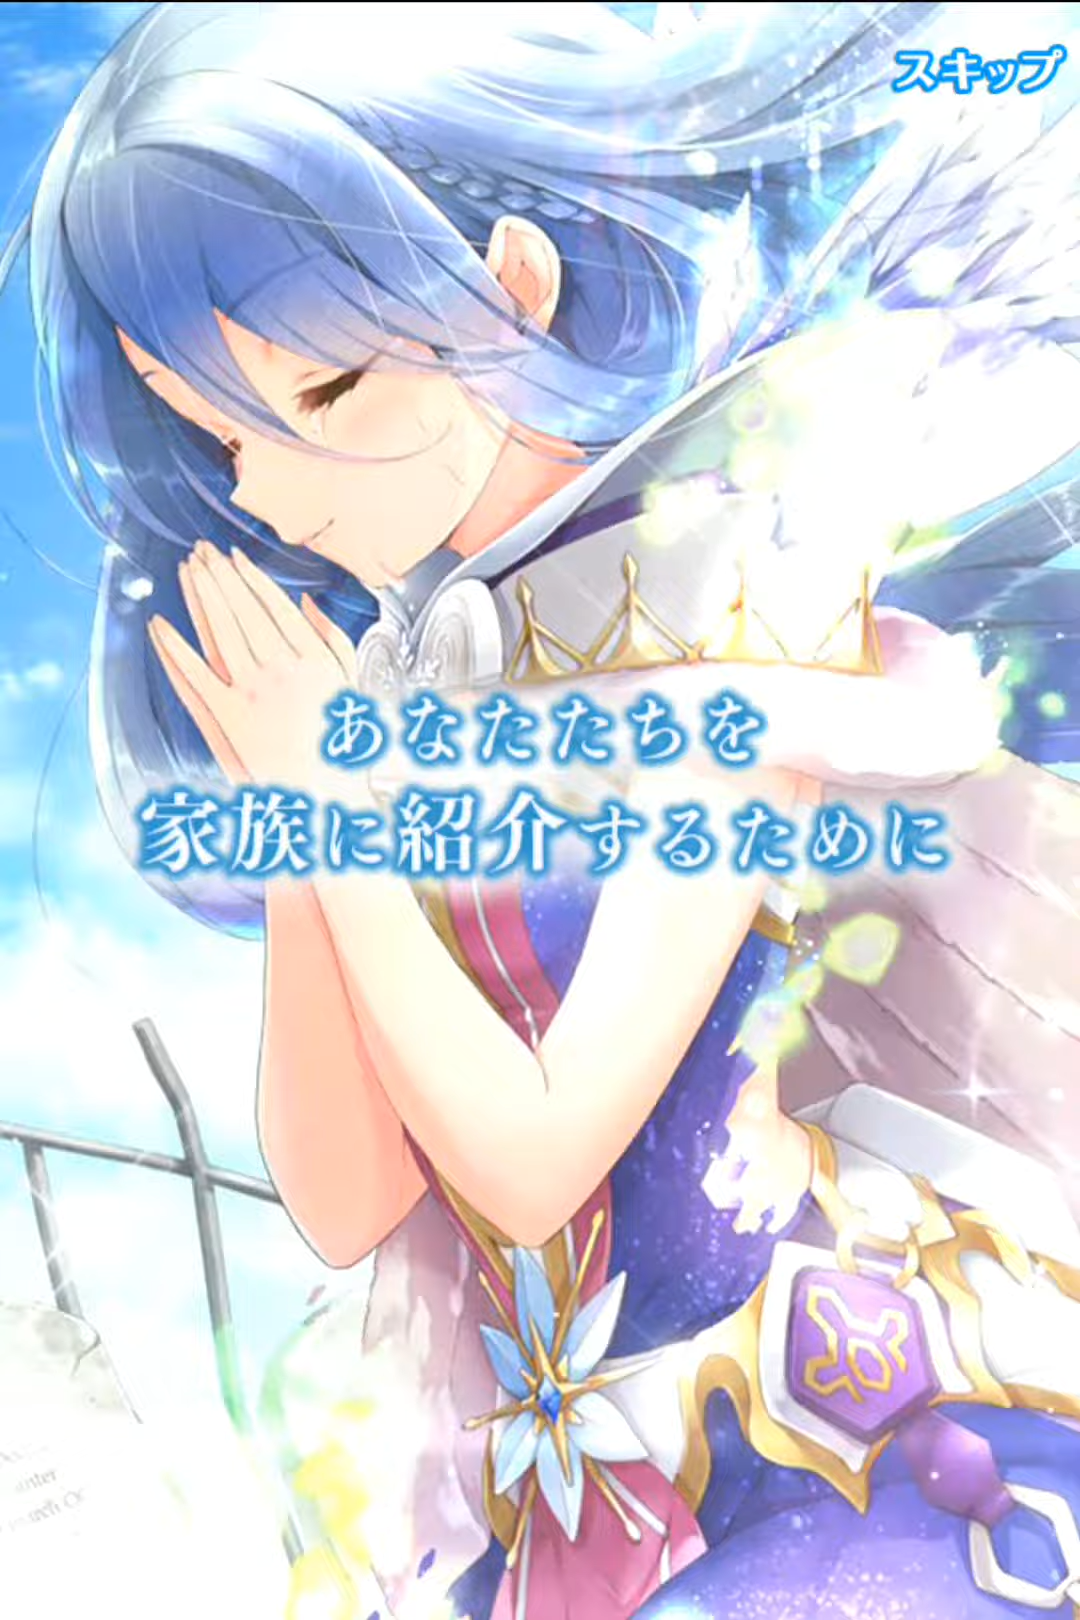 スキップ
あなたたちを
家族に紹介するために